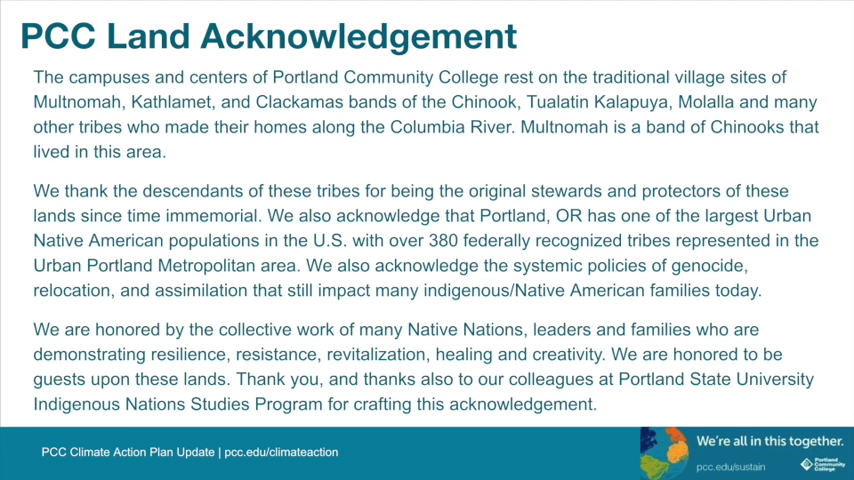 PCC Land Acknowledgement
The campuses and centers of Portland Community College rest on the traditional village sites of
Multnomah, Kathlamet, and Clackamas bands of the Chinook, Tualatin Kalapuya, Molalla and many
other tribes who made their homes along the Columbia River. Multnomah is a band of Chinooks that
lived in this area.
We thank the descendants of these tribes for being the original stewards and protectors of these
lands since time immemorial. We also acknowledge that Portland, OR has one of the largest Urban
Native American populations in the U.S. with over 380 federally recognized tribes represented in the
Urban Portland Metropolitan area. We also acknowledge the systemic policies of genocide,
relocation, and assimilation that still impact many indigenous/Native American families today.
We are honored by the collective work of many Native Nations, leaders and families who are
demonstrating resilience, resistance, revitalization, healing and creativity. We are honored to be
guests upon these lands. Thank you, and thanks also to our colleagues at Portland State University
Indigenous Nations Studies Program for crafting this acknowledgement.
PCC Climate Action Plan Update | pcc.edu/climateaction
We're all in this together.
pcc.edu/sustain
Portland
Community
College